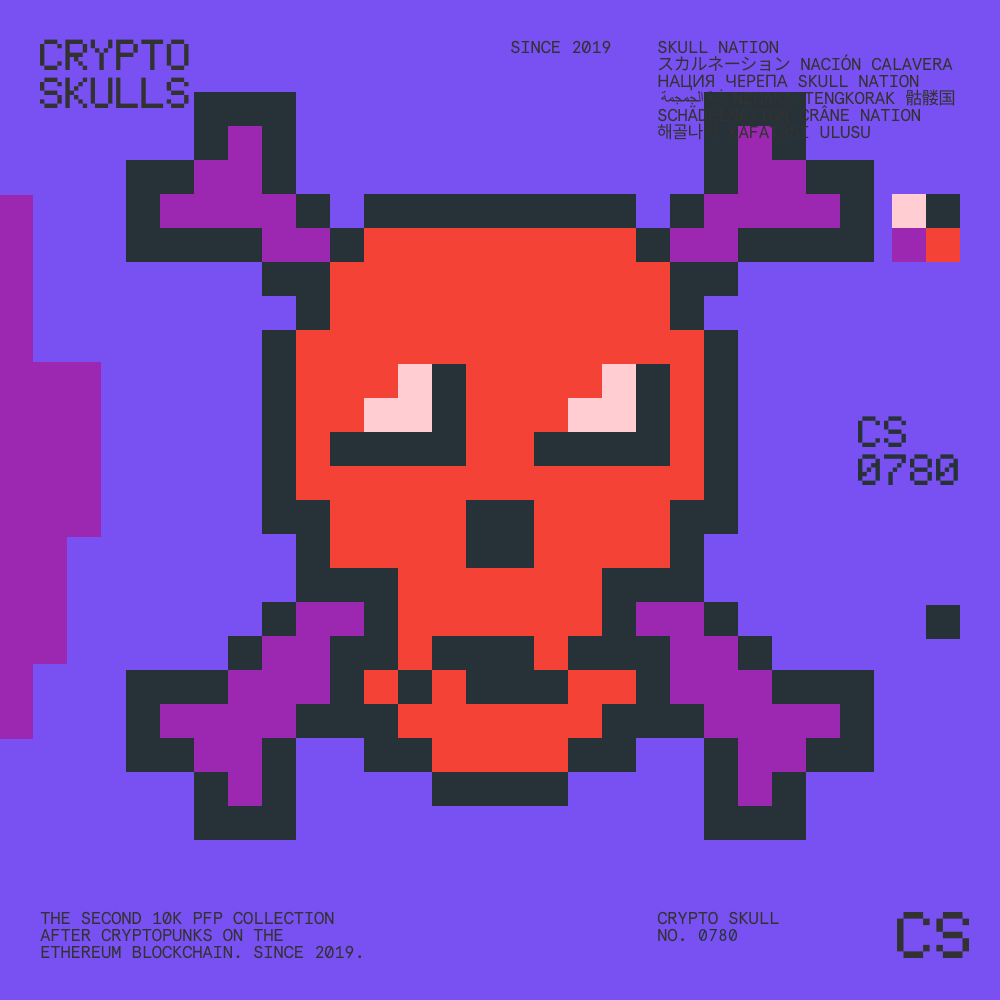 CRYPTO
SKULLS
SINCE 2019
SKULL NATION
スカルネーション NACIÓN CALAVERA
НАЦИЯ ЧЕРЕПА SKULL NATION
الجمجمة TENGKORAK 骷髅国
CRÂNE NATION
ULUSU
CS
0780
THE SECOND 10K PFP COLLECTION
AFTER CRYPTOPUNKS ON THE
ETHEREUM BLOCKCHAIN. SINCE 2019.
CRYPTO SKULL
NO. 0780
CS